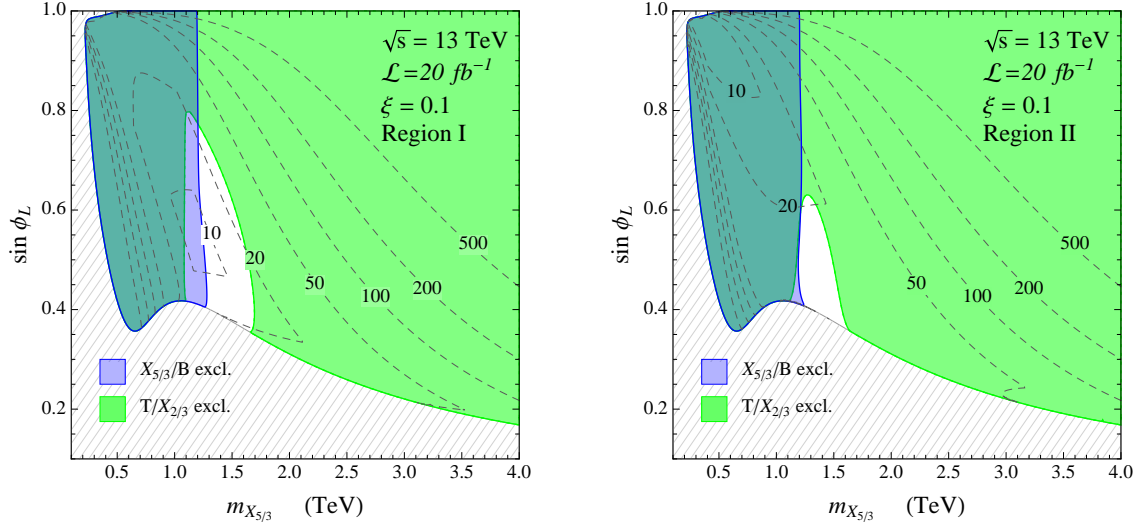 √s = 13 TeV
ℒ=20 fb⁻¹
ξ = 0.1
Region I
10
20
50
100
200
500
X5/3/B excl.
T/X2/3 excl.
sin ϕL
1.0
0.8
0.6
0.4
0.2
0.5 1.0 1.5 2.0 2.5 3.0 3.5 4.0
mX5/3 (TeV)
√s = 13 TeV
ℒ=20 fb⁻¹
ξ = 0.1
Region II
10
20
50
100
200
500
X5/3/B excl.
T/X2/3 excl.
sin ϕL
1.0
0.8
0.6
0.4
0.2
0.5 1.0 1.5 2.0 2.5 3.0 3.5 4.0
mX5/3 (TeV)